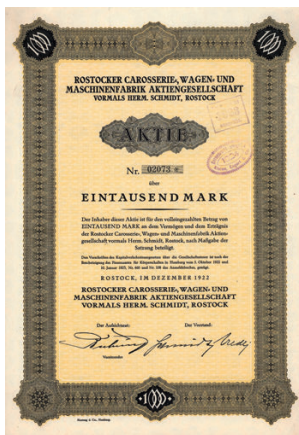 1000 1000
ROSTOCKER CAROSSERIE-, WAGEN- UND
MASCHINENFABRIK AKTIENGESELLSCHAFT
VORMALS HERM. SCHMIDT, ROSTOCK
AKTIE
Nr. 02073 *
über
EINTAUSEND MARK
Der Inhaber dieser Aktie ist für den volleingezahlten Betrag von
EINTAUSEND MARK an dem Vermögen und dem Erträgnis
der Rostocker Carosserie-, Wagen- und Maschinenfabrik Aktien-
gesellschaft vormals Herm. Schmidt, Rostock, nach Maßgabe der
Satzung beteiligt.
ROSTOCK, IM DEZEMBER 1922
ROSTOCKER CAROSSERIE-, WAGEN- UND
MASCHINENFABRIK AKTIENGESELLSCHAFT
VORMALS HERM. SCHMIDT, ROSTOCK
Der Aufsichtsrat: Der Vorstand:
Vorsitzender
1000